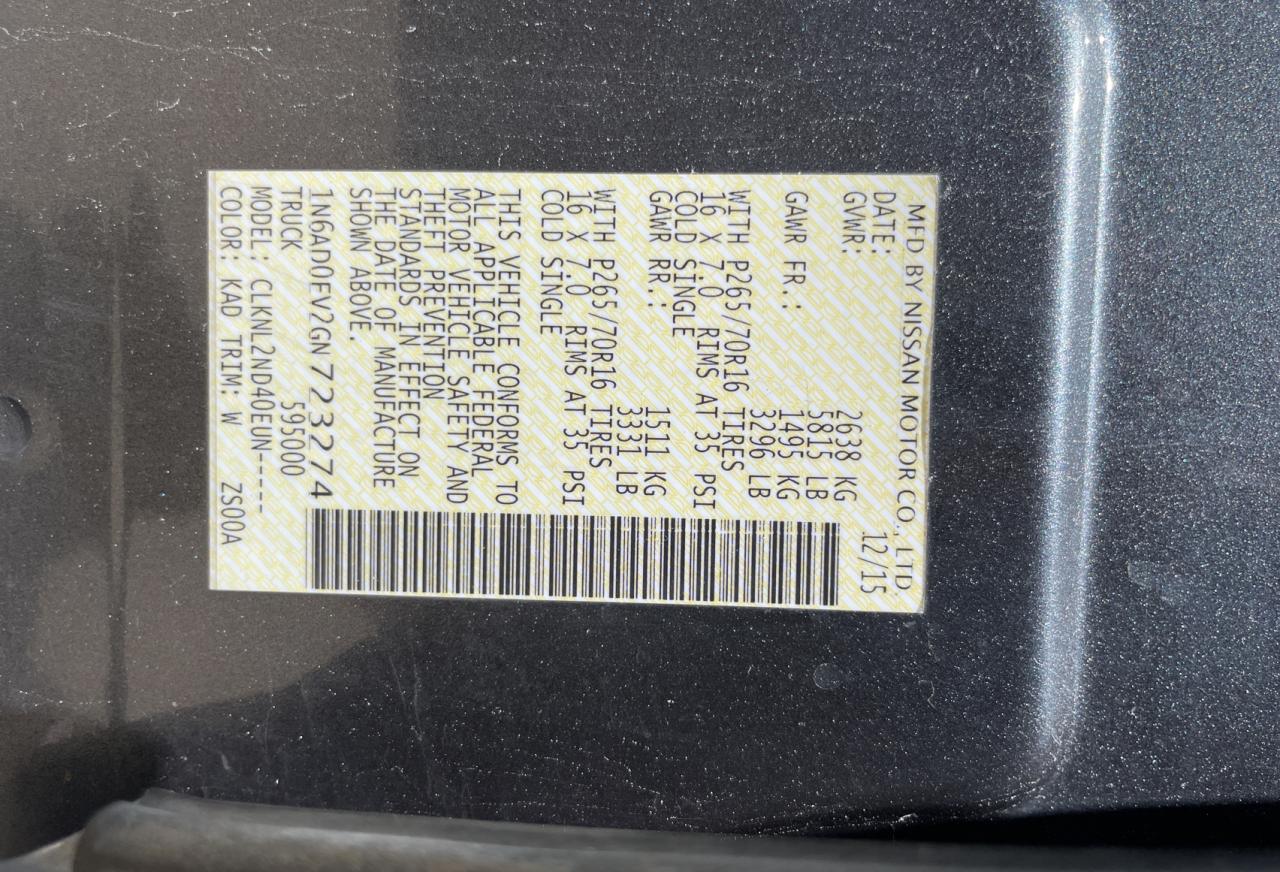 MFD BY NISSAN MOTOR CO., LTD.
DATE: 12/15
GVWR: 2638 KG
5815 LB
GAWR FR.: 1495 KG
3296 LB
WITH P265/70R16 TIRES
16 X 7.0 RIMS AT 35 PSI
COLD SINGLE
GAWR RR.: 1511 KG
3331 LB
WITH P265/70R16 TIRES
16 X 7.0 RIMS AT 35 PSI
COLD SINGLE
THIS VEHICLE CONFORMS TO
ALL APPLICABLE FEDERAL
MOTOR VEHICLE SAFETY AND
THEFT PREVENTION
STANDARDS IN EFFECT ON
THE DATE OF MANUFACTURE
SHOWN ABOVE.
1N6AD0EV2GN723274
TRUCK 595000
MODEL: CLKNL2ND40EUN-----
COLOR: KAD TRIM: W ZS00A